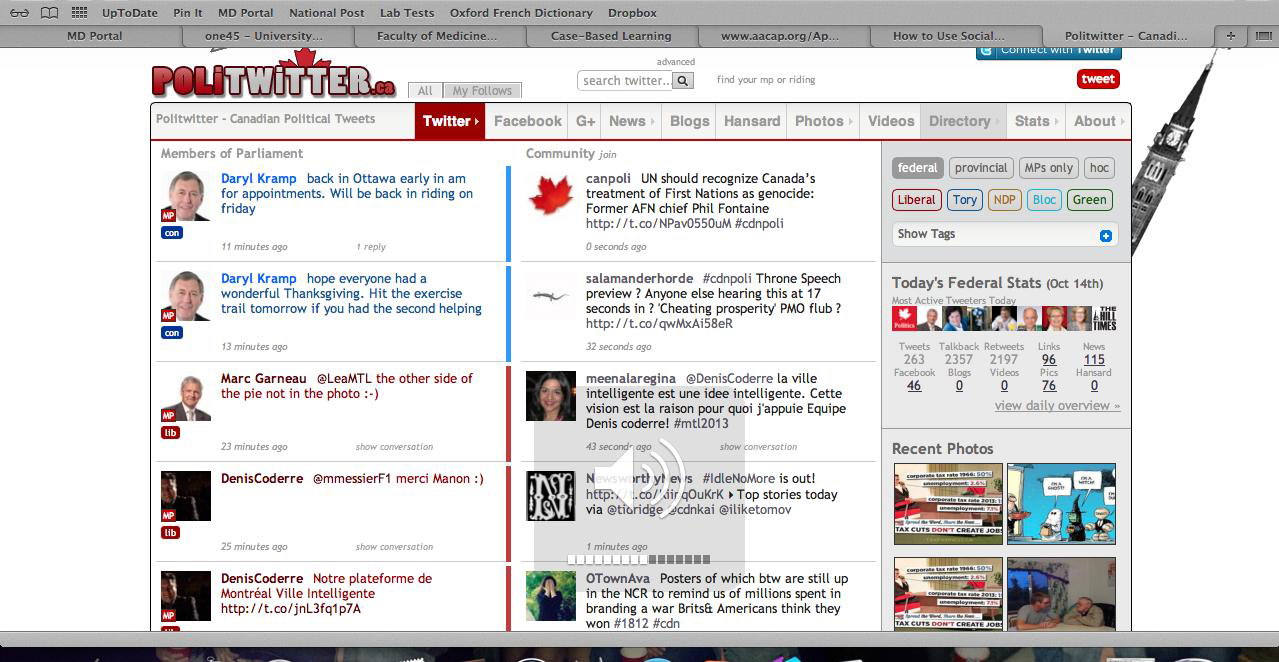 UpToDate Pin It MD Portal National Post Lab Tests Oxford French Dictionary Dropbox
MD Portal one45 – University... Faculty of Medicine... Case-Based Learning www.aacap.org/Ap... How to Use Social... Politwitter – Canadi...
Connect with Twitter
POLITWITTER.ca
All My Follows
advanced
search twitter...
find your mp or riding
tweet
Politwitter - Canadian Political Tweets
Twitter Facebook G+ News Blogs Hansard Photos Videos Directory Stats About
Members of Parliament
Daryl Kramp back in Ottawa early in am
for appointments. Will be back in riding on
friday
MP
con
11 minutes ago 1 reply
Daryl Kramp hope everyone had a
wonderful Thanksgiving. Hit the exercise
trail tomorrow if you had the second helping
MP
con
13 minutes ago
Marc Garneau @LeaMTL the other side of
the pie not in the photo :-)
MP
lib
23 minutes ago show conversation
DenisCoderre @mmessierF1 merci Manon :)
MP
lib
25 minutes ago show conversation
DenisCoderre Notre plateforme de
Montréal Ville Intelligente
http://t.co/jnL3fq1p7A
MP
Community join
canpoli UN should recognize Canada's
treatment of First Nations as genocide:
Former AFN chief Phil Fontaine
http://t.co/NPav0550uM #cdnpoli
0 seconds ago
salamanderhorde #cdnpoli Throne Speech
preview ? Anyone else hearing this at 17
seconds in ? 'Cheating prosperity' PMO flub ?
http://t.co/qwMxAi58eR
32 seconds ago
meenalaregina @DenisCoderre la ville
intelligente est une idee intelligente. Cette
vision est la raison pour quoi j'appuie Equipe
Denis coderre! #mtl2013
43 seconds ago show conversation
NewsworthyNews #IdleNoMore is out!
Top stories today
via @tioridge @cdnkai @iliketomov
1 minutes ago
OTownAva Posters of which btw are still up
in the NCR to remind us of millions spent in
branding a war Brits& Americans think they
won #1812 #cdn
federal provincial MPs only hoc
Liberal Tory NDP Bloc Green
Show Tags
Today's Federal Stats (Oct 14th)
Most Active Tweeters Today
Politics
THE HILL TIMES
Tweets Talkback Retweets Links News
263 2357 2197 96 115
Facebook Blogs Videos Pics Hansard
46 0 0 76 0
view daily overview »
Recent Photos
corporate tax rate 1966: 50%
unemployment: 2.6%
corporate tax rate 2013: 15%
unemployment: 7.1%
TAX CUTS DON'T CREATE JOBS
I'M A GHOST!
I'M A WITCH!
corporate tax rate 1966: 50%
unemployment: 2.6%
corporate tax rate 2013: 15%
unemployment: 7.1%
TAX CUTS DON'T CREATE JOBS